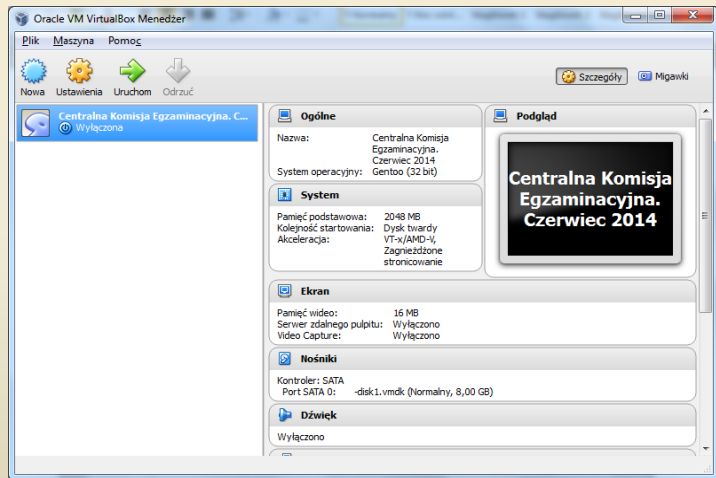 Oracle VM VirtualBox Menedżer
Plik Maszyna Pomoc
Nowa Ustawienia Uruchom Odrzuć
Szczegóły Migawki
Centralna Komisja Egzaminacyjna. C...
Wyłączona
Ogólne
Nazwa: Centralna Komisja
Egzaminacyjna.
Czerwiec 2014
System operacyjny: Gentoo (32 bit)
System
Pamięć podstawowa: 2048 MB
Kolejność startowania: Dysk twardy
Akceleracja: VT-x/AMD-V,
Zagnieżdżone
stronicowanie
Podgląd
Centralna Komisja
Egzaminacyjna.
Czerwiec 2014
Ekran
Pamięć wideo: 16 MB
Serwer zdalnego pulpitu: Wyłączono
Video Capture: Wyłączono
Nośniki
Kontroler: SATA
Port SATA 0: -disk1.vmdk (Normalny, 8,00 GB)
Dźwięk
Wyłączono